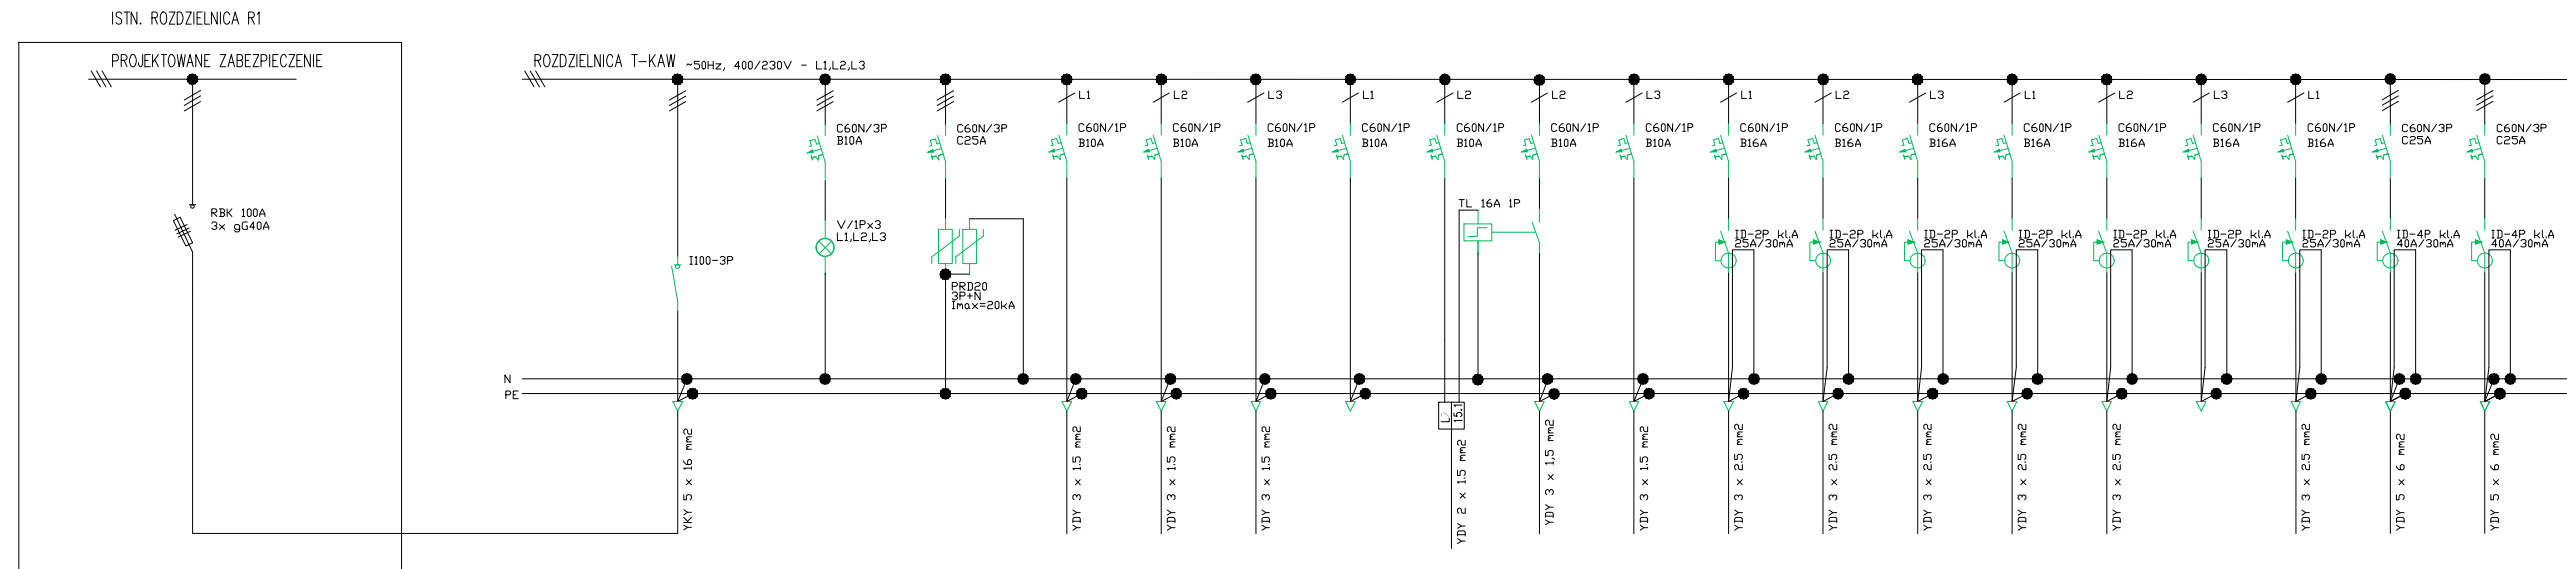 ISTN. ROZDZIELNICA R1
PROJEKTOWANE ZABEZPIECZENIE
RBK 100A
3x gG40A
ROZDZIELNICA T-KAW
~50Hz, 400/230V - L1,L2,L3
L1
L2
L3
L1
L2
L2
L3
L1
L2
L3
L1
L2
L3
L1
C60N/3P
B10A
C60N/3P
C25A
C60N/1P
B10A
C60N/1P
B10A
C60N/1P
B10A
C60N/1P
B10A
C60N/1P
B10A
C60N/1P
B10A
C60N/1P
B10A
C60N/1P
B16A
C60N/1P
B16A
C60N/1P
B16A
C60N/1P
B16A
C60N/1P
B16A
C60N/1P
B16A
C60N/1P
B16A
C60N/3P
C25A
C60N/3P
C25A
I100-3P
V/1Px3
L1,L2,L3
PRD20
3P+N
Imax=20kA
TL 16A 1P
ID-2P kl.A
25A/30mA
ID-2P kl.A
25A/30mA
ID-2P kl.A
25A/30mA
ID-2P kl.A
25A/30mA
ID-2P kl.A
25A/30mA
ID-2P kl.A
25A/30mA
ID-2P kl.A
25A/30mA
ID-4P kl.A
40A/30mA
ID-4P kl.A
40A/30mA
N
PE
L2
15.1
YKY 5 x 16 mm2
YDY 3 x 1.5 mm2
YDY 3 x 1.5 mm2
YDY 3 x 1.5 mm2
YDY 2 x 1.5 mm2
YDY 3 x 1,5 mm2
YDY 3 x 1.5 mm2
YDY 3 x 2.5 mm2
YDY 3 x 2.5 mm2
YDY 3 x 2.5 mm2
YDY 3 x 2.5 mm2
YDY 3 x 2.5 mm2
YDY 3 x 2.5 mm2
YDY 5 x 6 mm2
YDY 5 x 6 mm2